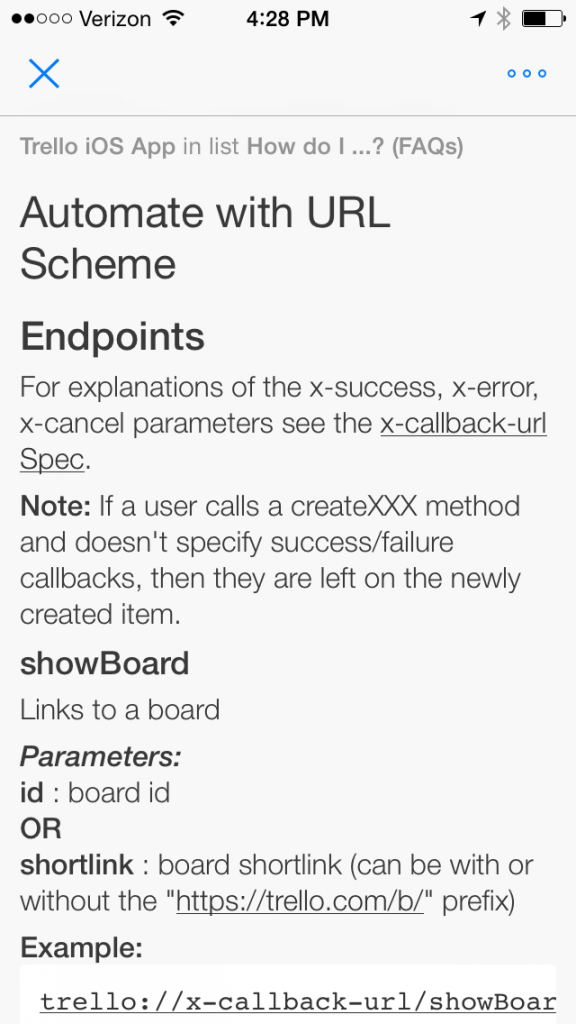 Verizon 4:28 PM
Trello iOS App in list How do I ...? (FAQs)
Automate with URL
Scheme
Endpoints
For explanations of the x-success, x-error,
x-cancel parameters see the x-callback-url
Spec.
Note: If a user calls a createXXX method
and doesn't specify success/failure
callbacks, then they are left on the newly
created item.
showBoard
Links to a board
Parameters:
id : board id
OR
shortlink : board shortlink (can be with or
without the "https://trello.com/b/" prefix)
Example:
trello://x-callback-url/showBoar